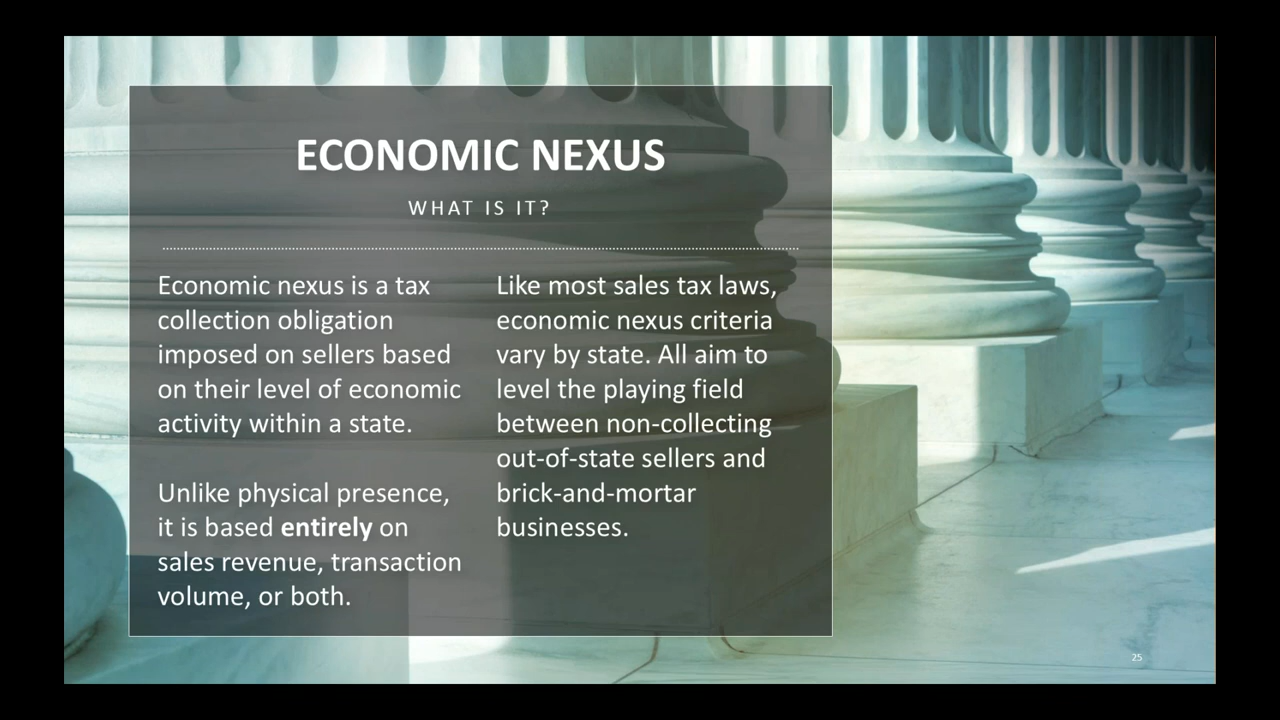 ECONOMIC NEXUS
WHAT IS IT?
Economic nexus is a tax
collection obligation
imposed on sellers based
on their level of economic
activity within a state.
Unlike physical presence,
it is based entirely on
sales revenue, transaction
volume, or both.
Like most sales tax laws,
economic nexus criteria
vary by state. All aim to
level the playing field
between non-collecting
out-of-state sellers and
brick-and-mortar
businesses.
25